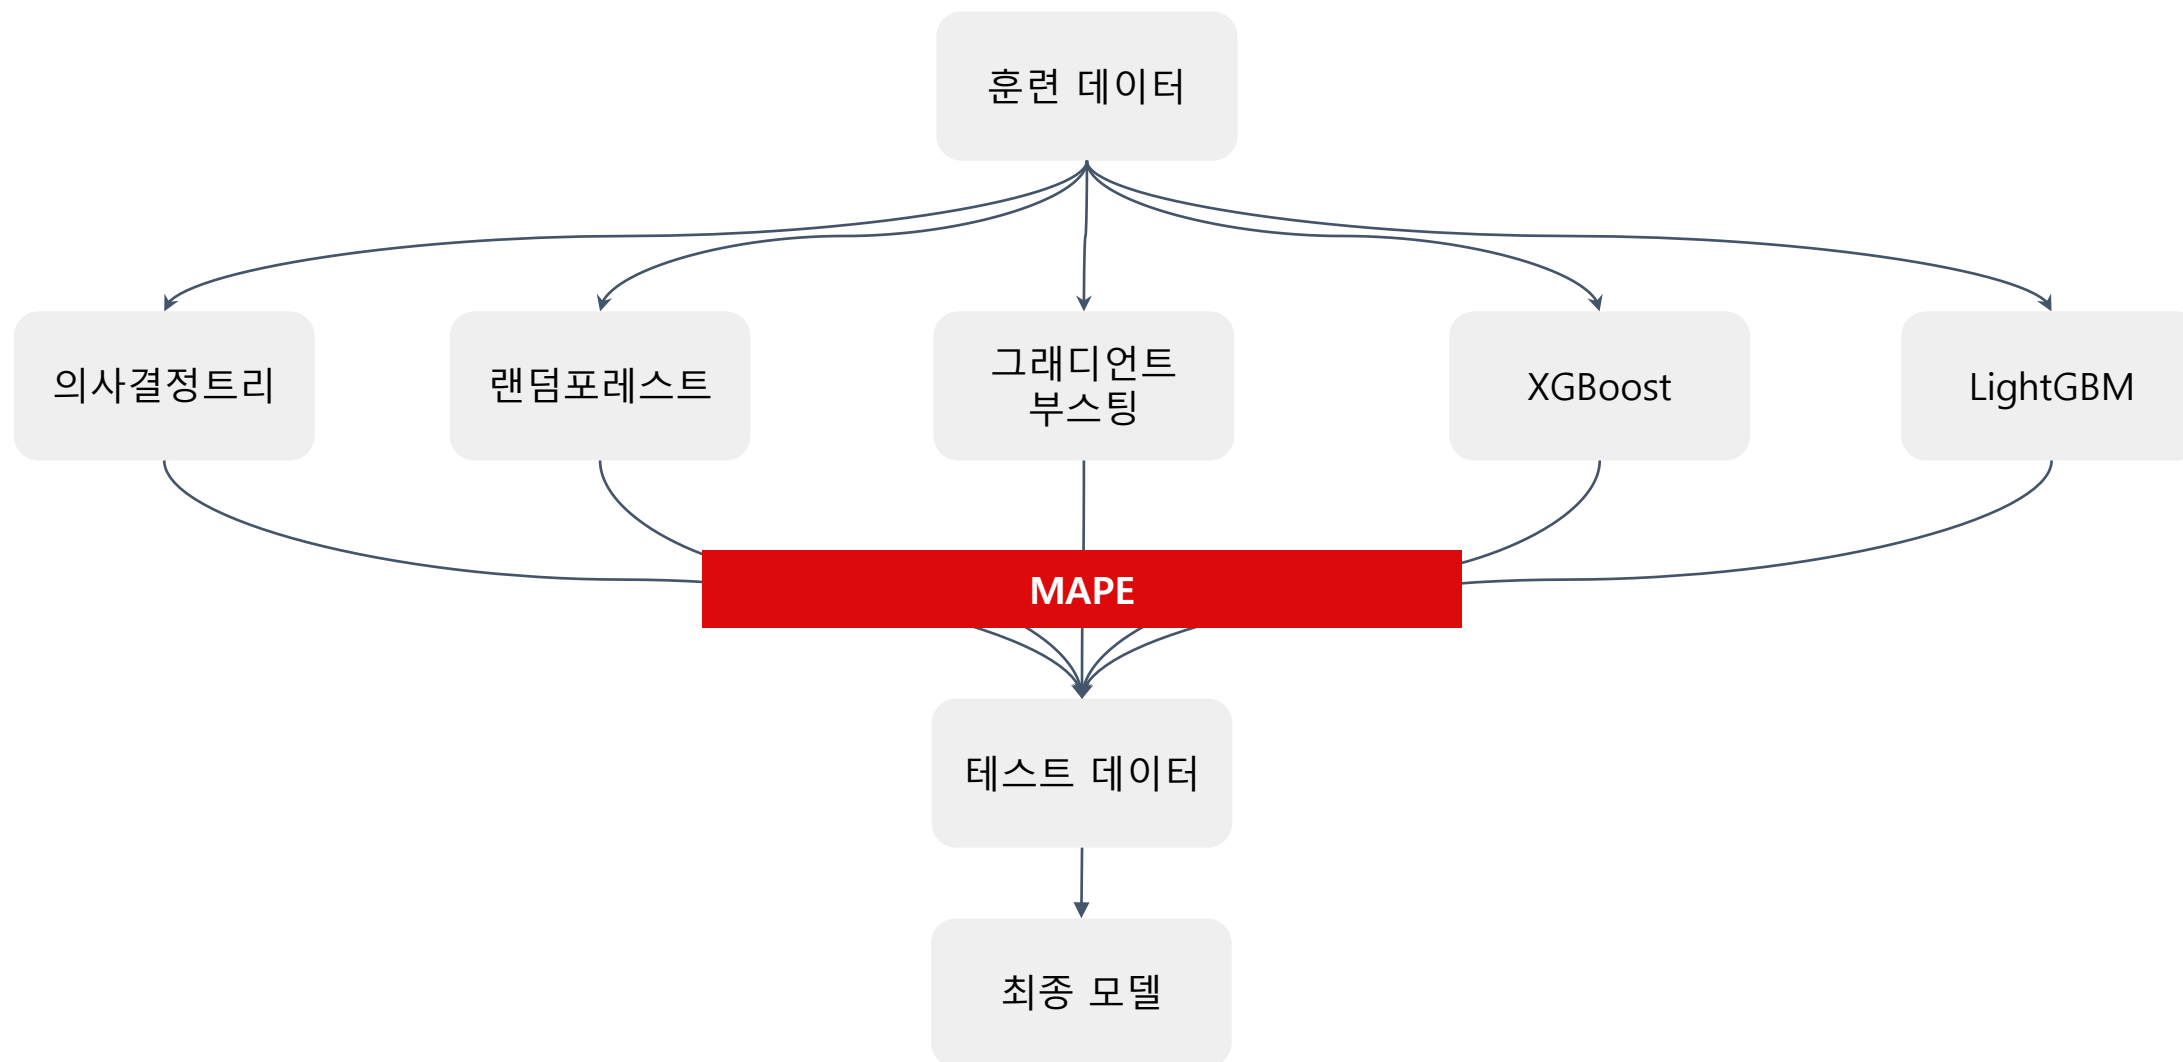 훈련 데이터
의사결정트리
랜덤포레스트
그래디언트
부스팅
XGBoost
LightGBM
MAPE
테스트 데이터
최종 모델